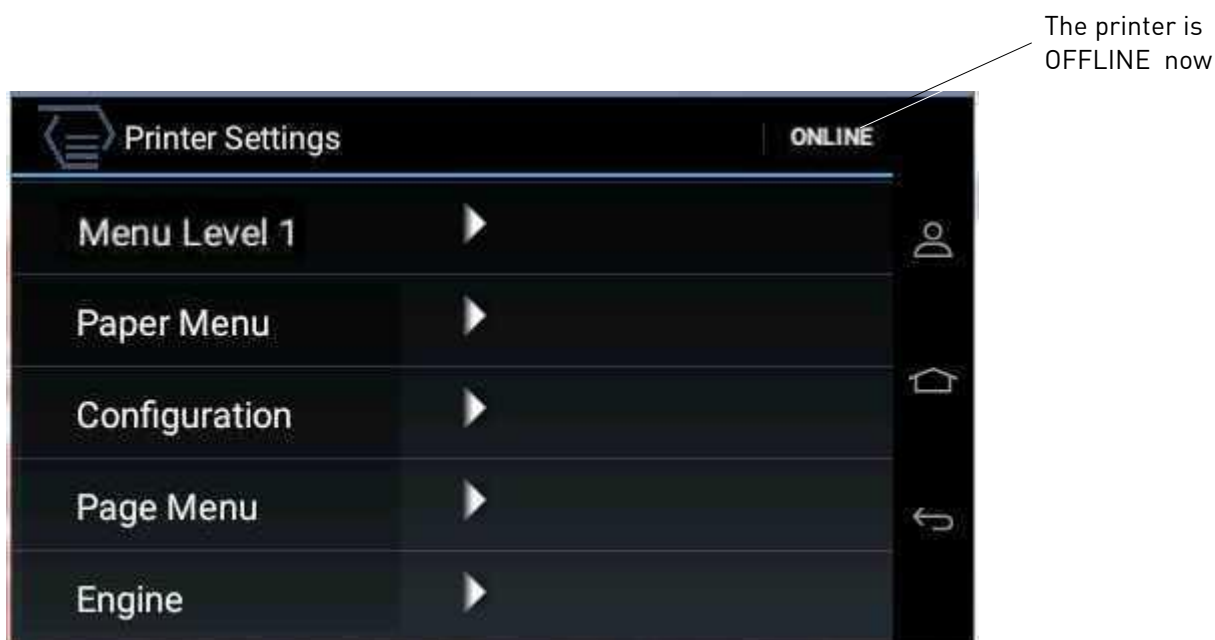 The printer is
OFFLINE now
Printer Settings
ONLINE
Menu Level 1
Paper Menu
Configuration
Page Menu
Engine